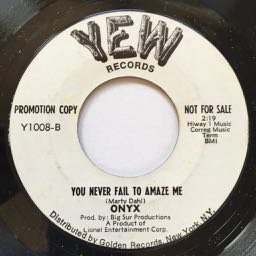 YEW
RECORDS
PROMOTION COPY
Y1008-B
NOT FOR SALE
2:19
Hiway 1 Music
Correg Music
Term
BMI
YOU NEVER FAIL TO AMAZE ME
(Marty Dahl)
ONYX
Prod. by: Big Sur Productions
A Product of
Lionel Entertainment Corp.
Distributed by Golden Records, New York, N.Y.